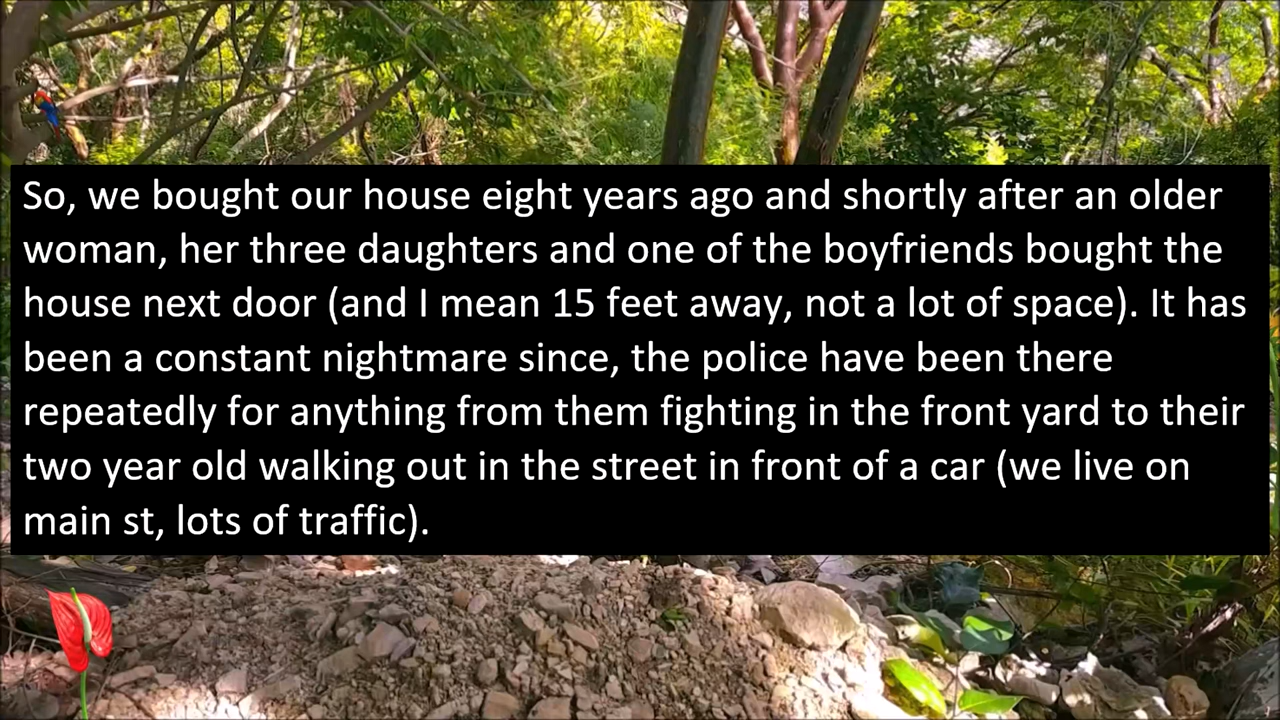 So, we bought our house eight years ago and shortly after an older
woman, her three daughters and one of the boyfriends bought the
house next door (and I mean 15 feet away, not a lot of space). It has
been a constant nightmare since, the police have been there
repeatedly for anything from them fighting in the front yard to their
two year old walking out in the street in front of a car (we live on
main st, lots of traffic).